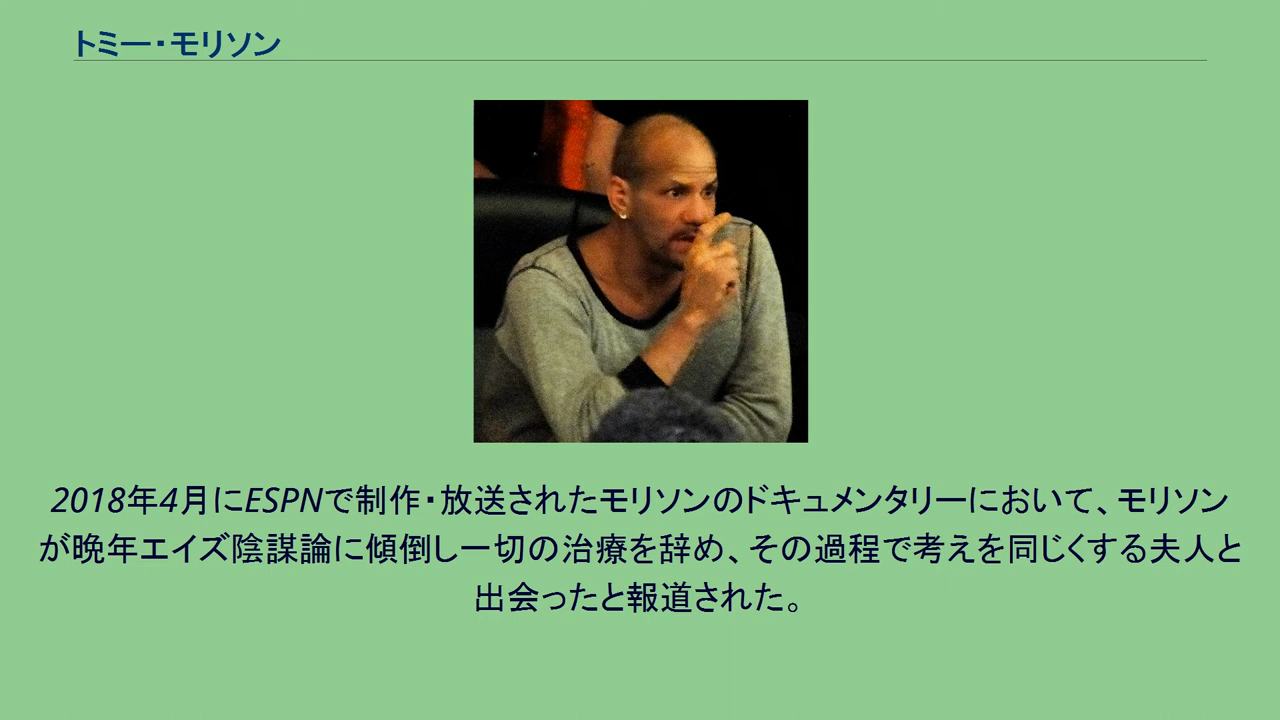 トミー・モリソン
2018年4月にESPNで制作・放送されたモリソンのドキュメンタリーにおいて、モリソン
が晩年エイズ陰謀論に傾倒し一切の治療を辞め、その過程で考えを同じくする夫人と
出会ったと報道された。